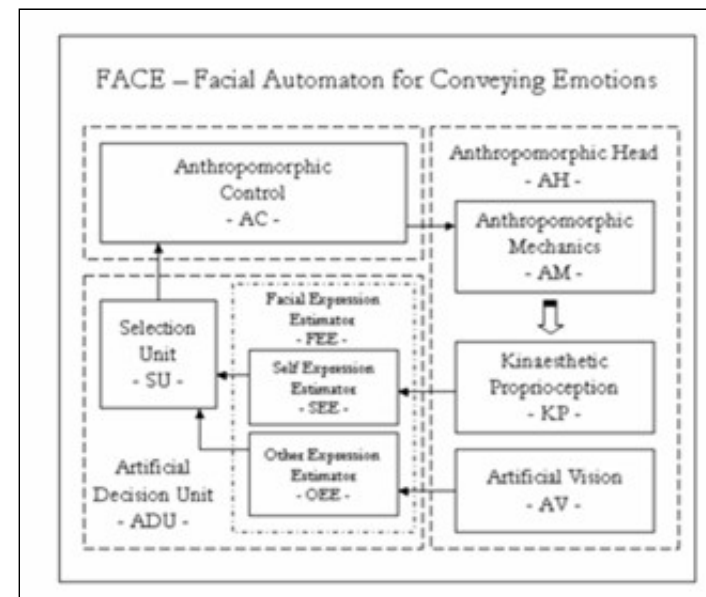 FACE – Facial Automaton for Conveying Emotions
Anthropomorphic
Control
- AC -
Anthropomorphic Head
- AH -
Anthropomorphic
Mechanics
- AM -
Facial Expression
Estimator
- FEE -
Selection
Unit
- SU -
Self Expression
Estimator
- SEE -
Kinaesthetic
Proprioception
- KP -
Other Expression
Estimator
- OEE -
Artificial
Decision Unit
- ADU -
Artificial Vision
- AV -